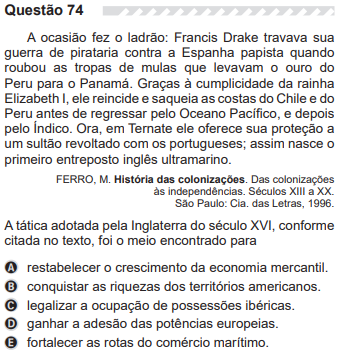 Questão 74
A ocasião fez o ladrão: Francis Drake travava sua
guerra de pirataria contra a Espanha papista quando
roubou as tropas de mulas que levavam o ouro do
Peru para o Panamá. Graças à cumplicidade da rainha
Elizabeth I, ele reincide e saqueia as costas do Chile e do
Peru antes de regressar pelo Oceano Pacífico, e depois
pelo Índico. Ora, em Ternate ele oferece sua proteção a
um sultão revoltado com os portugueses; assim nasce o
primeiro entreposto inglês ultramarino.
FERRO, M. História das colonizações. Das colonizações
às independências. Séculos XIII a XX.
São Paulo: Cia. das Letras, 1996.
A tática adotada pela Inglaterra do século XVI, conforme
citada no texto, foi o meio encontrado para
A restabelecer o crescimento da economia mercantil.
B conquistar as riquezas dos territórios americanos.
C legalizar a ocupação de possessões ibéricas.
D ganhar a adesão das potências europeias.
E fortalecer as rotas do comércio marítimo.